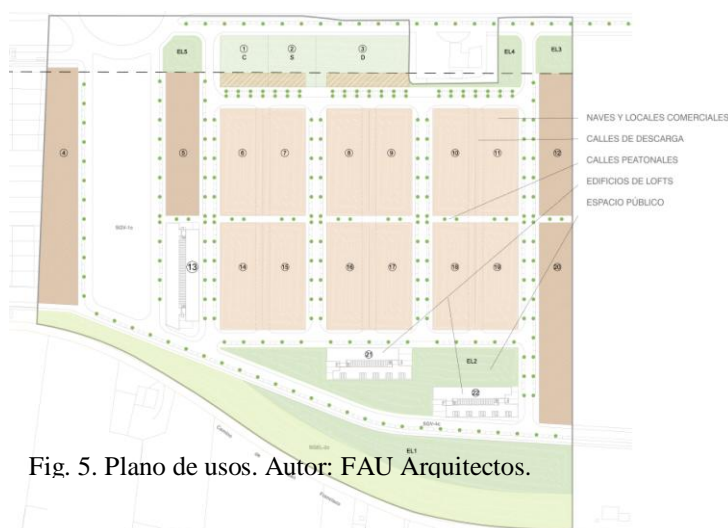 EL5
1
C
2
S
3
D
EL4
EL3
4
5
6
7
8
9
10
11
12
NAVES Y LOCALES COMERCIALES
CALLES DE DESCARGA
CALLES PEATONALES
EDIFICIOS DE LOFTS
ESPACIO PÚBLICO
13
14
15
16
17
18
19
20
21
EL2
22
EL1
Camino
de
Fig. 5. Plano de usos. Autor: FAU Arquitectos.